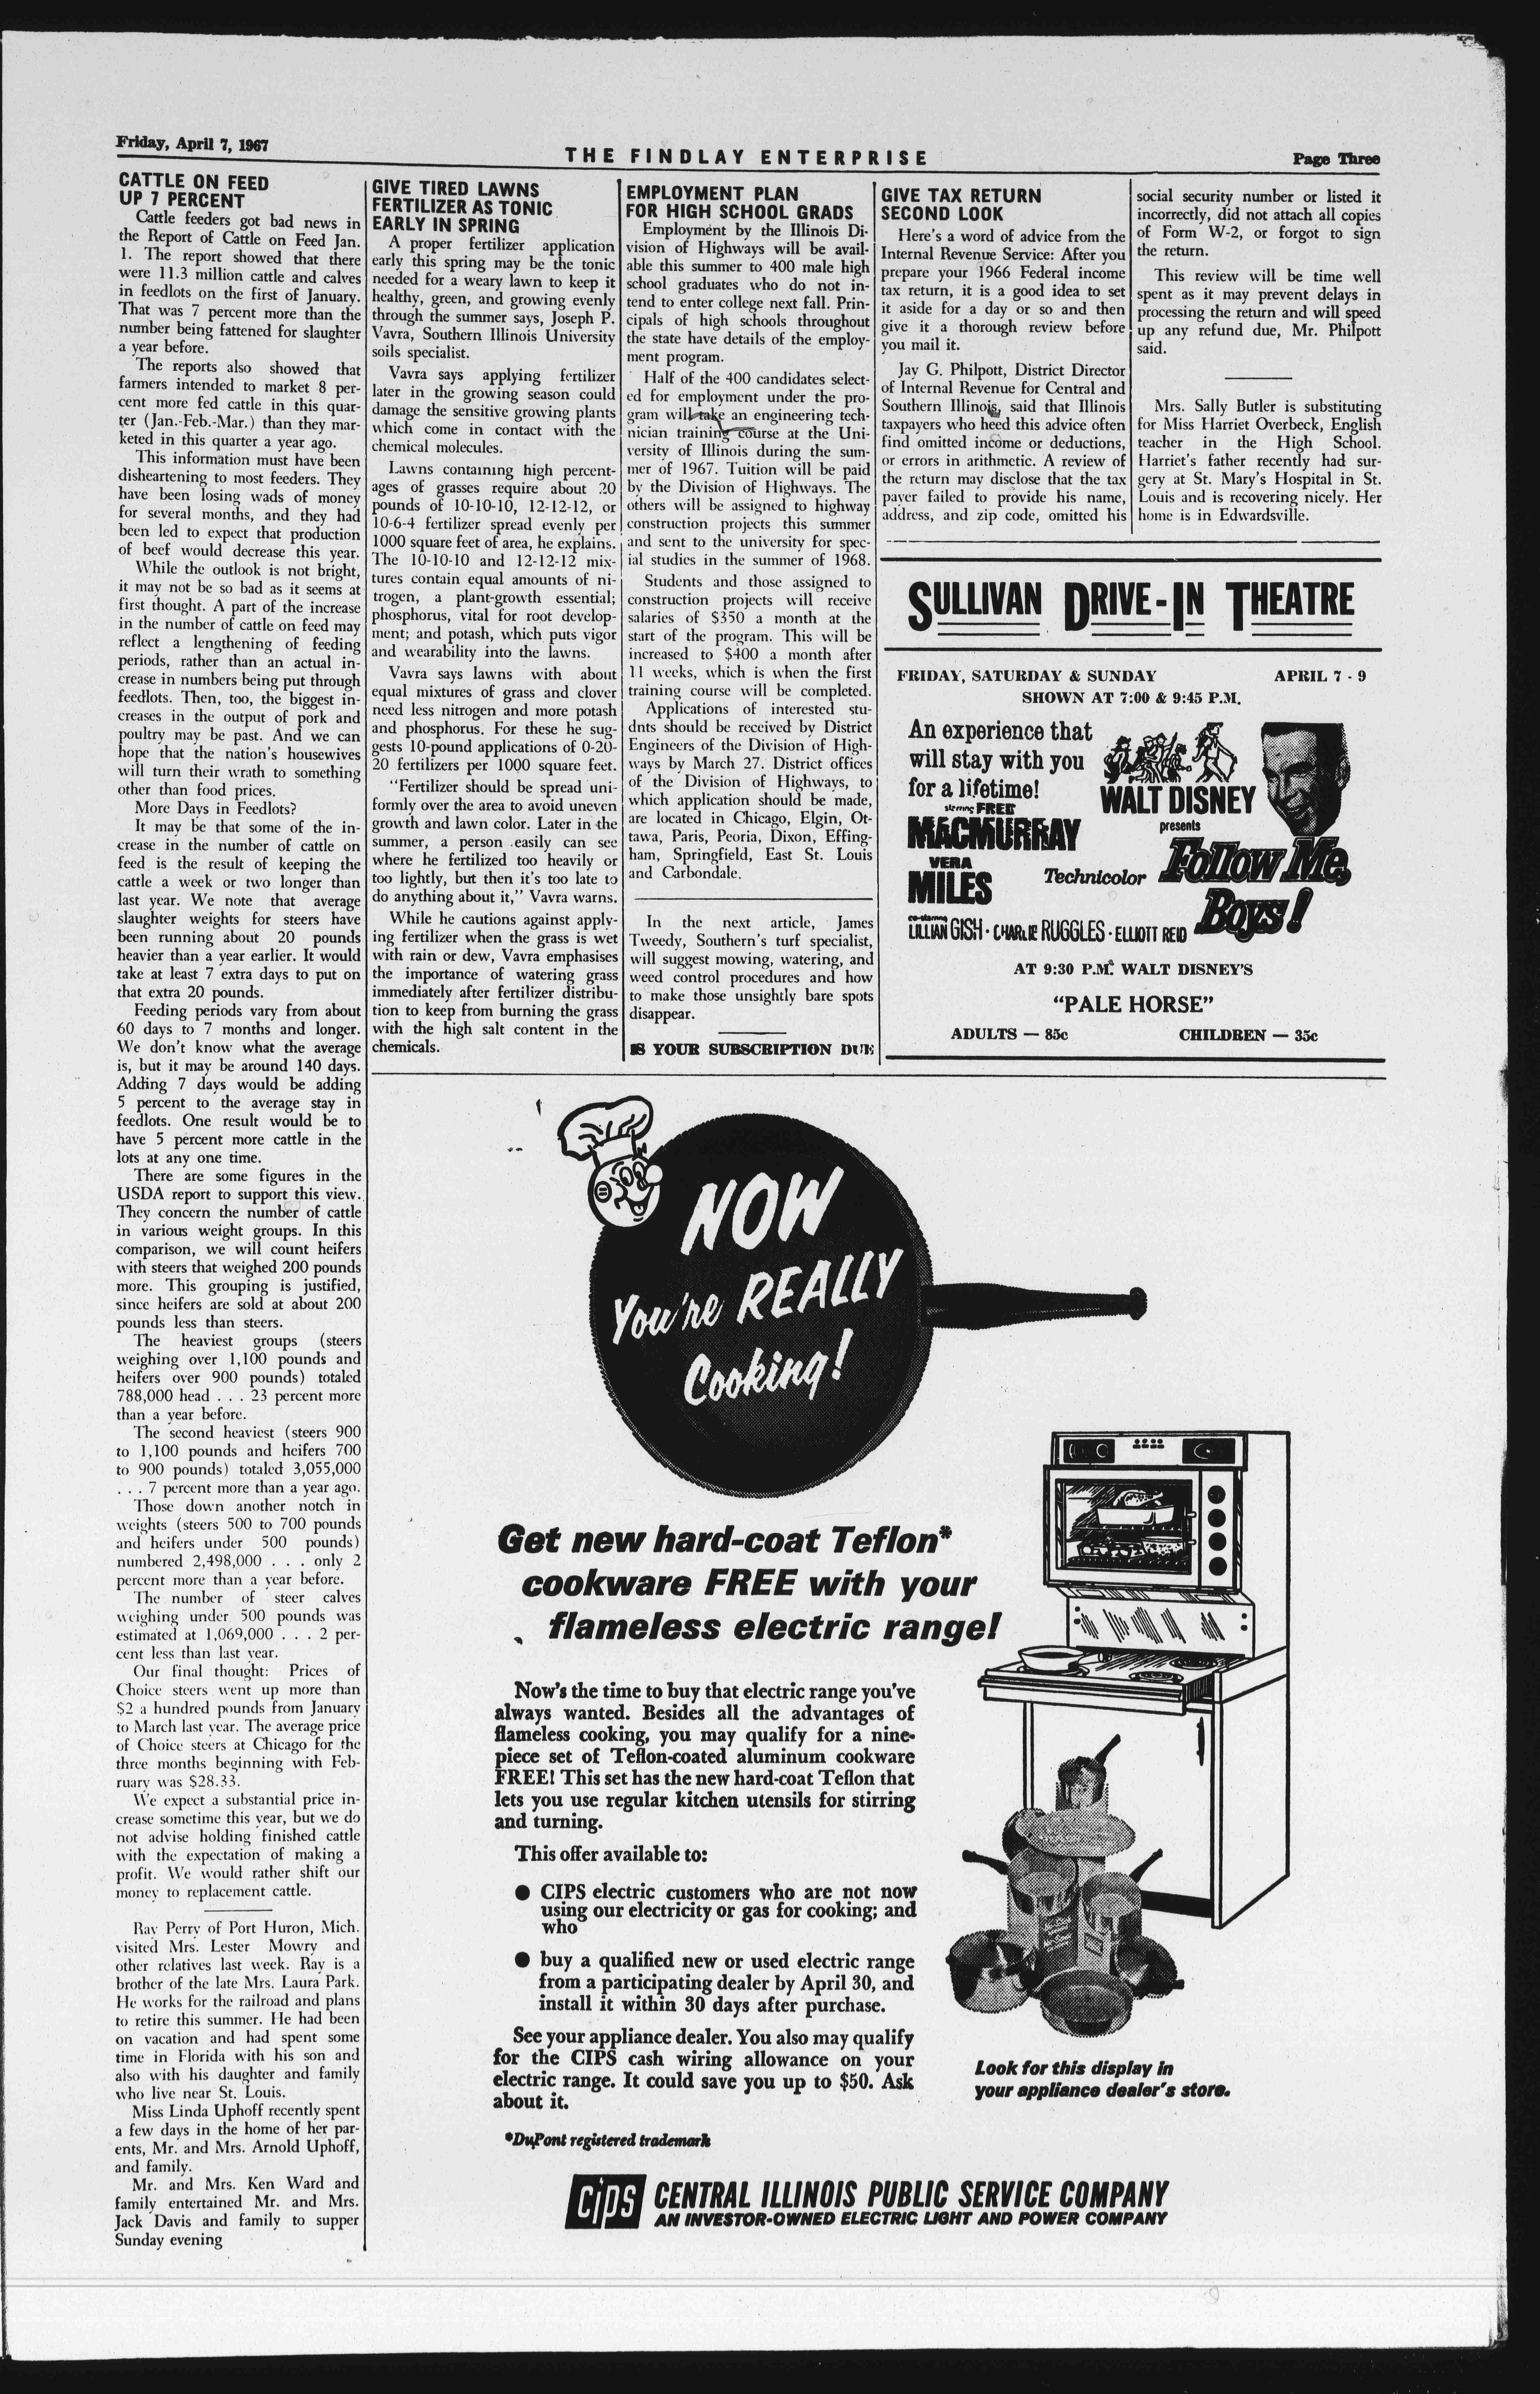 Friday, April 7, 1967
THE FINDLAY ENTERPRISE
Page Three
CATTLE ON FEED
UP 7 PERCENT
Cattle feeders got bad news in
the Report of Cattle on Feed Jan.
1. The report showed that there
were 11.3 million cattle and calves
in feedlots on the first of January.
That was 7 percent more than the
number being fattened for slaughter
a year before.
The reports also showed that
farmers intended to market 8 per-
cent more fed cattle in this quar-
ter (Jan.-Feb.-Mar.) than they mar-
keted in this quarter a year ago.
This information must have been
disheartening to most feeders. They
have been losing wads of money
for several months, and they had
been led to expect that production
of beef would decrease this year.
While the outlook is not bright,
it may not be so bad as it seems at
first thought. A part of the increase
in the number of cattle on feed may
reflect a lengthening of feeding
periods, rather than an actual in-
crease in numbers being put through
feedlots. Then, too, the biggest in-
creases in the output of pork and
poultry may be past. And we can
hope that the nation's housewives
will turn their wrath to something
other than food prices.
More Days in Feedlots?
It may be that some of the in-
crease in the number of cattle on
feed is the result of keeping the
cattle a week or two longer than
last year. We note that average
slaughter weights for steers have
been running about 20 pounds
heavier than a year earlier. It would
take at least 7 extra days to put on
that extra 20 pounds.
Feeding periods vary from about
60 days to 7 months and longer.
We don't know what the average
is, but it may be around 140 days.
Adding 7 days would be adding
5 percent to the average stay in
feedlots. One result would be to
have 5 percent more cattle in the
lots at any one time.
There are some figures in the
USDA report to support this view.
They concern the number of cattle
in various weight groups. In this
comparison, we will count heifers
with steers that weighed 200 pounds
more. This grouping is justified,
since heifers are sold at about 200
pounds less than steers.
The heaviest groups (steers
weighing over 1,100 pounds and
heifers over 900 pounds) totaled
788,000 head . . . 23 percent more
than a year before.
The second heaviest (steers 900
to 1,100 pounds and heifers 700
to 900 pounds) totaled 3,055,000
. . . 7 percent more than a year ago.
Those down another notch in
weights (steers 500 to 700 pounds
and heifers under 500 pounds)
numbered 2,498,000 . . . only 2
percent more than a year before.
The number of steer calves
weighing under 500 pounds was
estimated at 1,069,000 . . . 2 per-
cent less than last year.
Our final thought: Prices of
Choice steers went up more than
$2 a hundred pounds from January
to March last year. The average price
of Choice steers at Chicago for the
three months beginning with Feb-
ruary was $28.33.
We expect a substantial price in-
crease sometime this year, but we do
not advise holding finished cattle
with the expectation of making a
profit. We would rather shift our
money to replacement cattle.
Ray Perry of Port Huron, Mich.
visited Mrs. Lester Mowry and
other relatives last week. Ray is a
brother of the late Mrs. Laura Park.
He works for the railroad and plans
to retire this summer. He had been
on vacation and had spent some
time in Florida with his son and
also with his daughter and family
who live near St. Louis.
Miss Linda Uphoff recently spent
a few days in the home of her par-
ents, Mr. and Mrs. Arnold Uphoff,
and family.
Mr. and Mrs. Ken Ward and
family entertained Mr. and Mrs.
Jack Davis and family to supper
Sunday evening
GIVE TIRED LAWNS
FERTILIZER AS TONIC
EARLY IN SPRING
A proper fertilizer application
early this spring may be the tonic
needed for a weary lawn to keep it
healthy, green, and growing evenly
through the summer says, Joseph P.
Vavra, Southern Illinois University
soils specialist.
Vavra says applying fertilizer
later in the growing season could
damage the sensitive growing plants
which come in contact with the
chemical molecules.
Lawns containing high percent-
ages of grasses require about 20
pounds of 10-10-10, 12-12-12, or
10-6-4 fertilizer spread evenly per
1000 square feet of area, he explains.
The 10-10-10 and 12-12-12 mix-
tures contain equal amounts of ni-
trogen, a plant-growth essential;
phosphorus, vital for root develop-
ment; and potash, which puts vigor
and wearability into the lawns.
Vavra says lawns with about
equal mixtures of grass and clover
need less nitrogen and more potash
and phosphorus. For these he sug-
gests 10-pound applications of 0-20-
20 fertilizers per 1000 square feet.
"Fertilizer should be spread uni-
formly over the area to avoid uneven
growth and lawn color. Later in the
summer, a person easily can see
where he fertilized too heavily or
too lightly, but then it's too late to
do anything about it," Vavra warns.
While he cautions against apply-
ing fertilizer when the grass is wet
with rain or dew, Vavra emphasises
the importance of watering grass
immediately after fertilizer distribu-
tion to keep from burning the grass
with the high salt content in the
chemicals.
EMPLOYMENT PLAN
FOR HIGH SCHOOL GRADS
Employment by the Illinois Di-
vision of Highways will be avail-
able this summer to 400 male high
school graduates who do not in-
tend to enter college next fall. Prin-
cipals of high schools throughout
the state have details of the employ-
ment program.
Half of the 400 candidates select-
ed for employment under the pro-
gram will take an engineering tech-
nician training course at the Uni-
versity of Illinois during the sum-
mer of 1967. Tuition will be paid
by the Division of Highways. The
others will be assigned to highway
construction projects this summer
and sent to the university for spec-
ial studies in the summer of 1968.
Students and those assigned to
construction projects will receive
salaries of $350 a month at the
start of the program. This will be
increased to $400 a month after
11 weeks, which is when the first
training course will be completed.
Applications of interested stu-
dnts should be received by District
Engineers of the Division of High-
ways by March 27. District offices
of the Division of Highways, to
which application should be made,
are located in Chicago, Elgin, Ot-
tawa, Paris, Peoria, Dixon, Effing-
ham, Springfield, East St. Louis
and Carbondale.
In the next article, James
Tweedy, Southern's turf specialist,
will suggest mowing, watering, and
weed control procedures and how
to make those unsightly bare spots
disappear.
IS YOUR SUBSCRIPTION DUE
GIVE TAX RETURN
SECOND LOOK
Here's a word of advice from the
Internal Revenue Service: After you
prepare your 1966 Federal income
tax return, it is a good idea to set
it aside for a day or so and then
give it a thorough review before
you mail it.
Jay G. Philpott, District Director
of Internal Revenue for Central and
Southern Illinois, said that Illinois
taxpayers who heed this advice often
find omitted income or deductions,
or errors in arithmetic. A review of
the return may disclose that the tax
payer failed to provide his name,
address, and zip code, omitted his
social security number or listed it
incorrectly, did not attach all copies
of Form W-2, or forgot to sign
the return.
This review will be time well
spent as it may prevent delays in
processing the return and will speed
up any refund due, Mr. Philpott
said.
Mrs. Sally Butler is substituting
for Miss Harriet Overbeck, English
teacher in the High School.
Harriet's father recently had sur-
gery at St. Mary's Hospital in St.
Louis and is recovering nicely. Her
home is in Edwardsville.
SULLIVAN DRIVE-IN THEATRE
FRIDAY, SATURDAY & SUNDAY APRIL 7 - 9
SHOWN AT 7:00 & 9:45 P.M.
An experience that
will stay with you
for a lifetime!
WALT DISNEY
presents
starring FRED
MACMURRAY
VERA
MILES
Technicolor
Follow Me,
Boys!
co-starring
LILLIAN GISH · CHARLIE RUGGLES · ELLIOTT REID
AT 9:30 P.M. WALT DISNEY'S
"PALE HORSE"
ADULTS — 85c CHILDREN — 35c
NOW
You're REALLY
Cooking!
Get new hard-coat Teflon*
cookware FREE with your
flameless electric range!
Now's the time to buy that electric range you've
always wanted. Besides all the advantages of
flameless cooking, you may qualify for a nine-
piece set of Teflon-coated aluminum cookware
FREE! This set has the new hard-coat Teflon that
lets you use regular kitchen utensils for stirring
and turning.
This offer available to:
● CIPS electric customers who are not now
using our electricity or gas for cooking; and
who
● buy a qualified new or used electric range
from a participating dealer by April 30, and
install it within 30 days after purchase.
See your appliance dealer. You also may qualify
for the CIPS cash wiring allowance on your
electric range. It could save you up to $50. Ask
about it.
*DuPont registered trademark
Look for this display in
your appliance dealer's store.
CIPS CENTRAL ILLINOIS PUBLIC SERVICE COMPANY
AN INVESTOR-OWNED ELECTRIC LIGHT AND POWER COMPANY